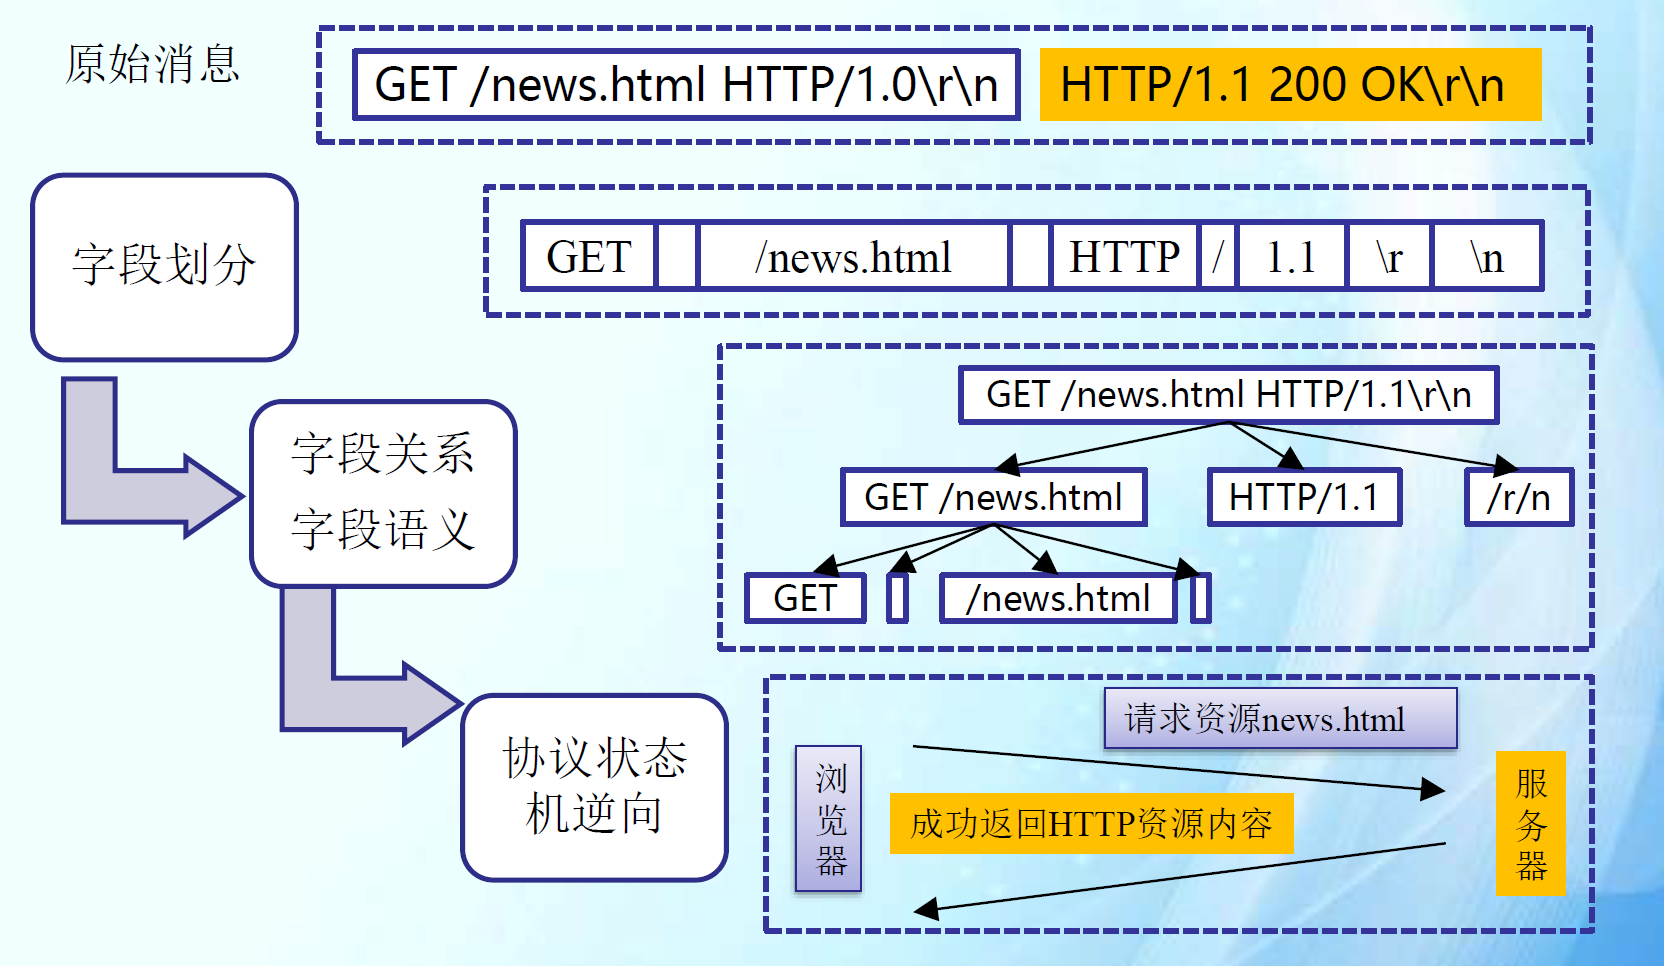 原始消息
GET /news.html HTTP/1.0\r\n
HTTP/1.1 200 OK\r\n
字段划分
GET /news.html HTTP / 1.1 \r \n
字段关系
字段语义
GET /news.html HTTP/1.1\r\n
GET /news.html
HTTP/1.1
/r/n
GET
/news.html
协议状态
机逆向
请求资源news.html
浏
览
器
成功返回HTTP资源内容
服
务
器